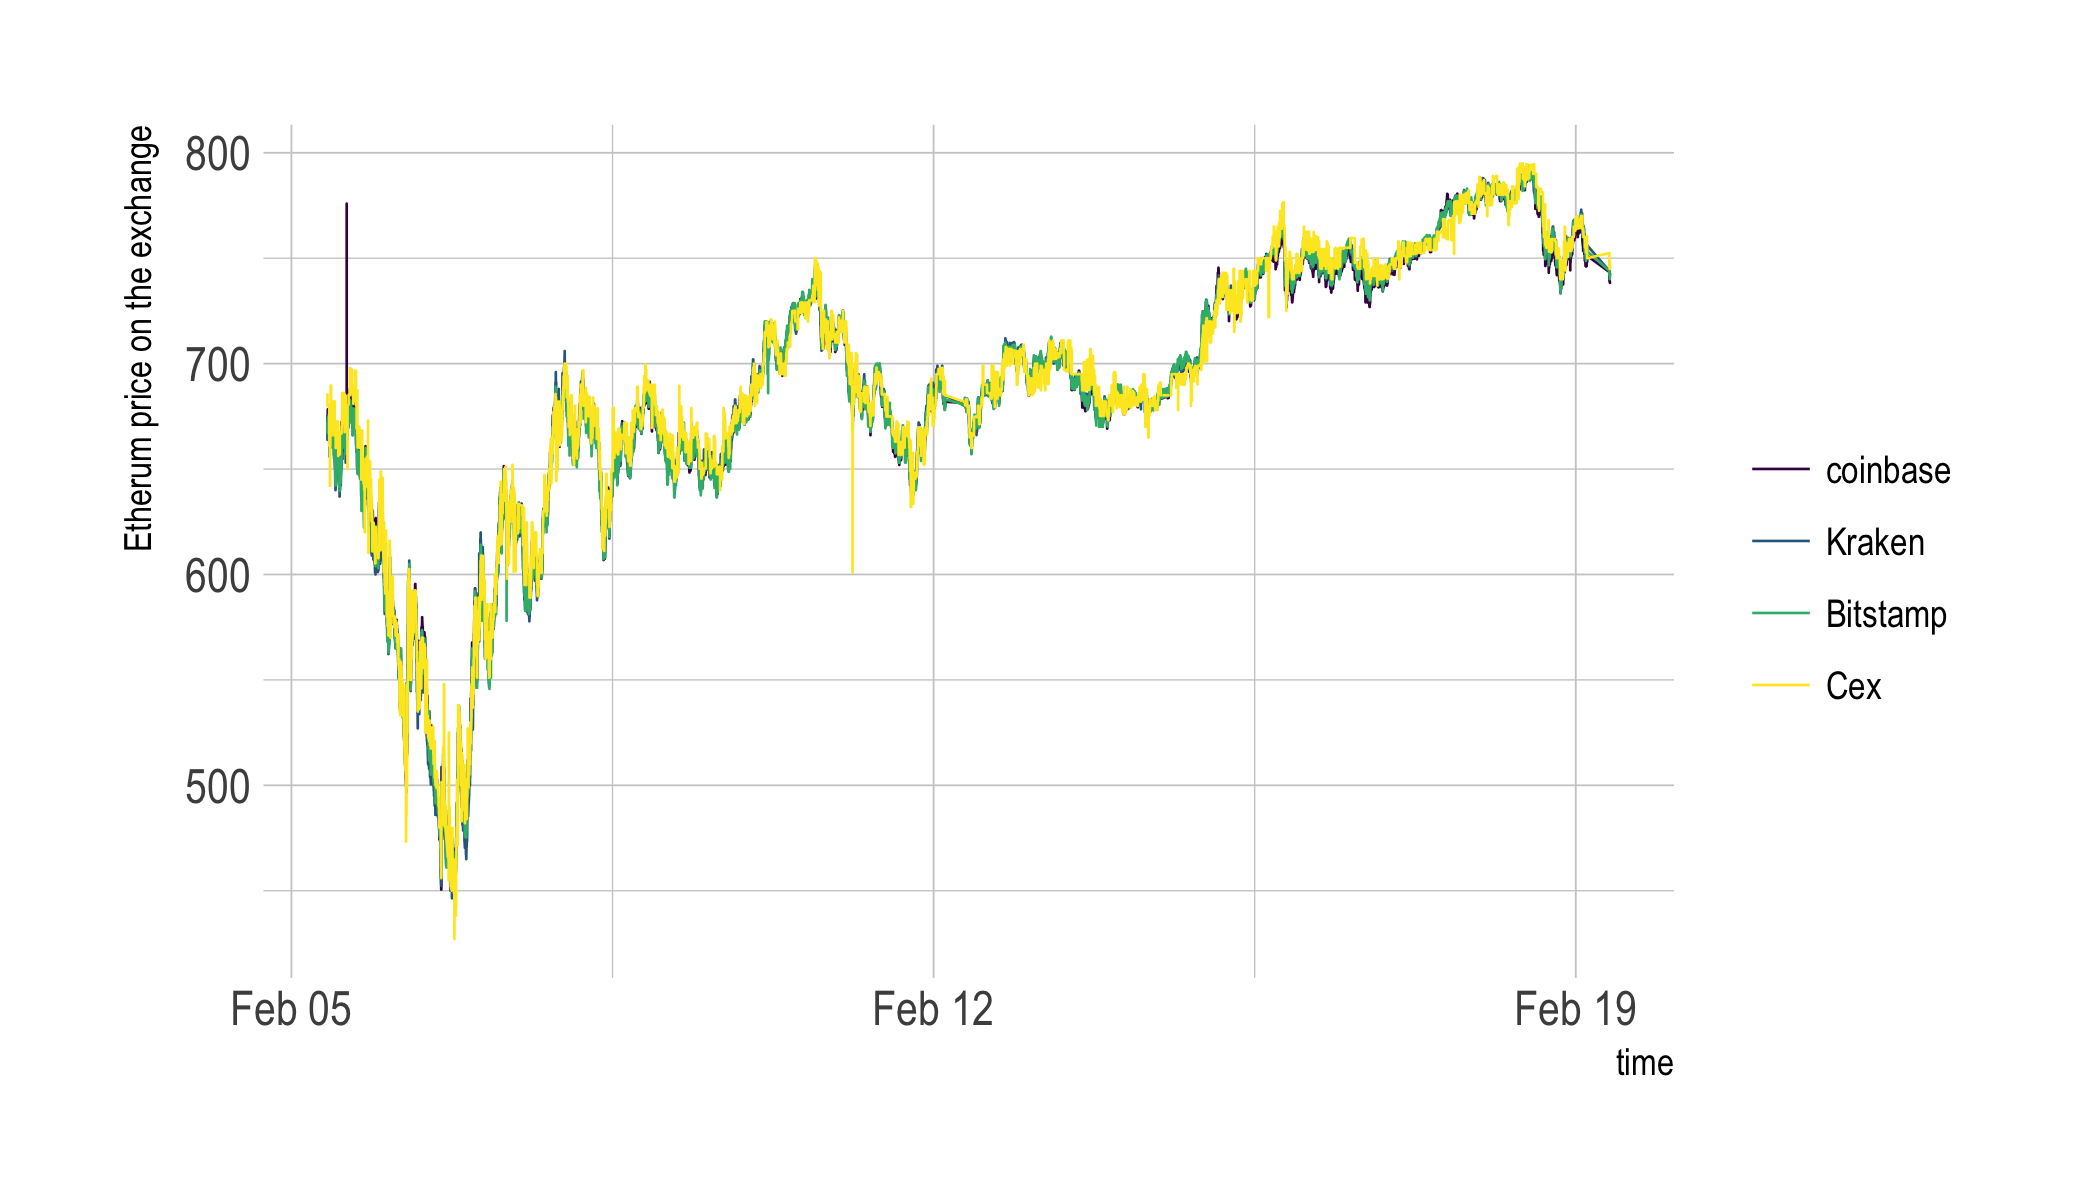 Etherum price on the exchange
800
700
600
500
Feb 05
Feb 12
Feb 19
time
coinbase
Kraken
Bitstamp
Cex